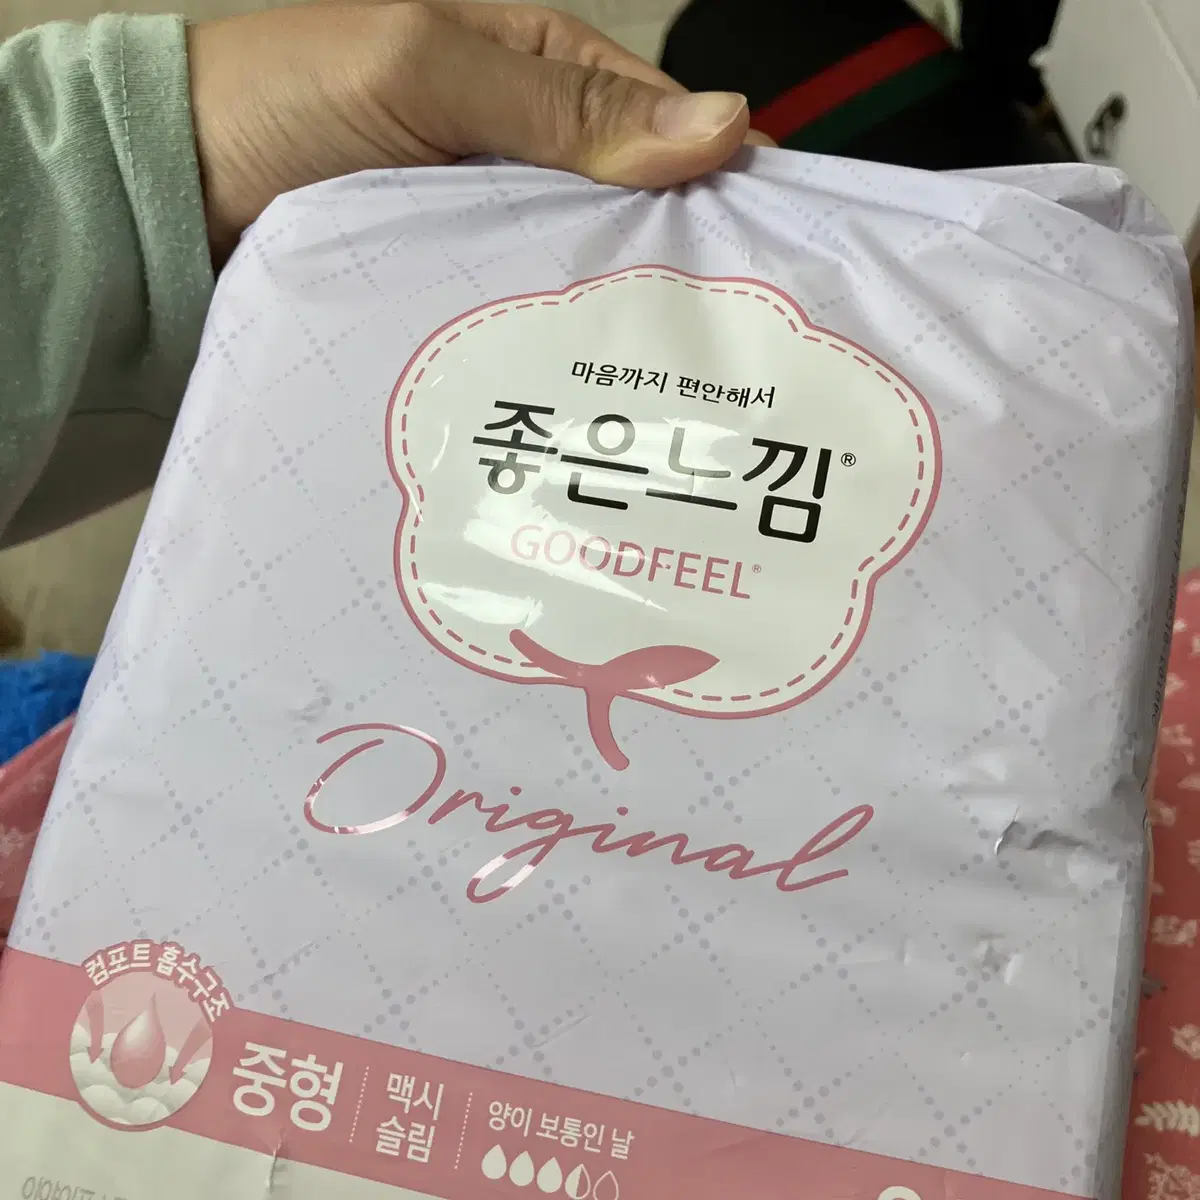 마음까지 편안해서
좋은느낌®
GOODFEEL®
Original
컴포트 흡수구조
중형
맥시
슬림
양이 보통인 날